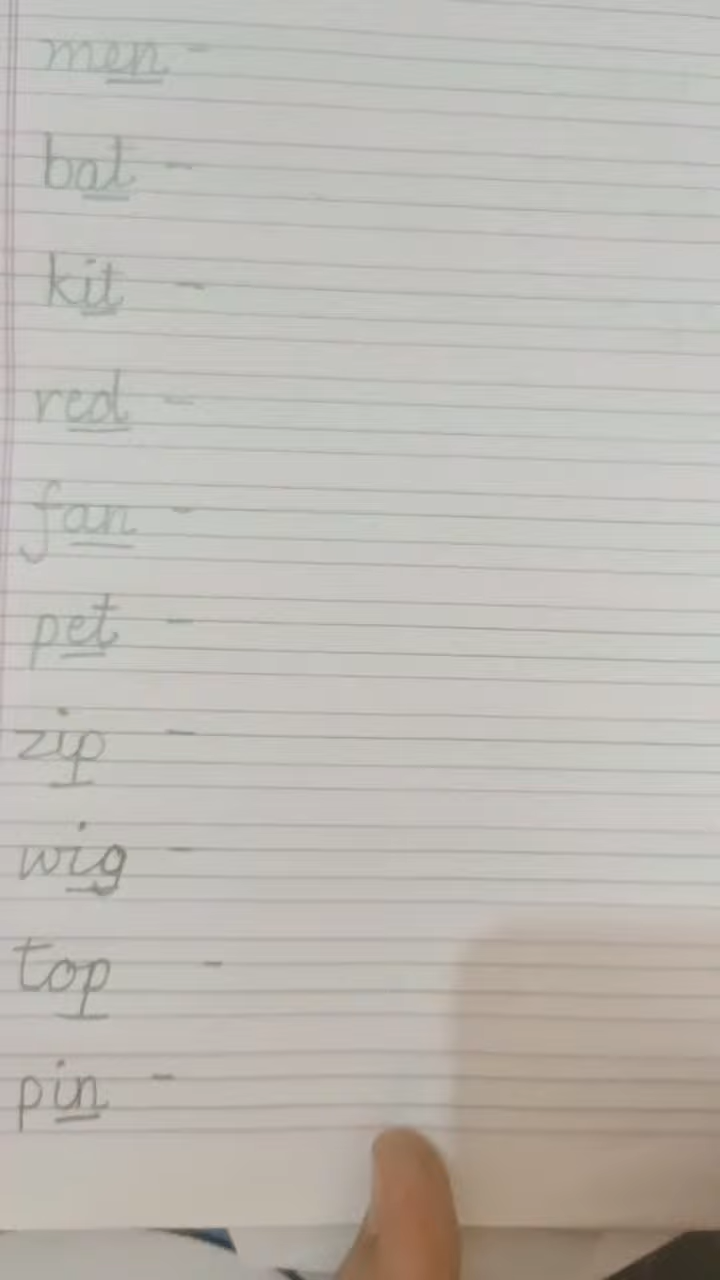 men -
bat -
kit -
red -
fan -
pet -
zip -
wig -
top -
pin -